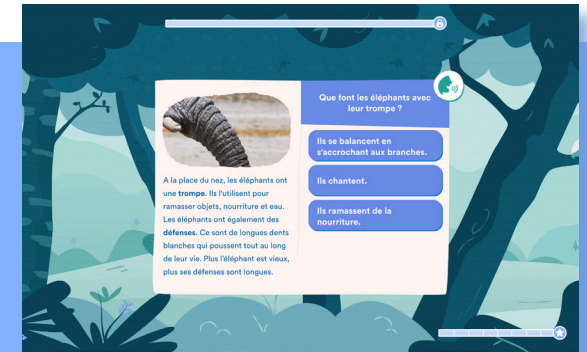 A la place du nez, les éléphants ont
une trompe. Ils l'utilisent pour
ramasser objets, nourriture et eau.
Les éléphants ont également des
défenses. Ce sont de longues dents
blanches qui poussent tout au long
de leur vie. Plus l'éléphant est vieux,
plus ses défenses sont longues.
Que font les éléphants avec
leur trompe ?
Ils se balancent en
s'accrochant aux branches.
Ils chantent.
Ils ramassent de la
nourriture.